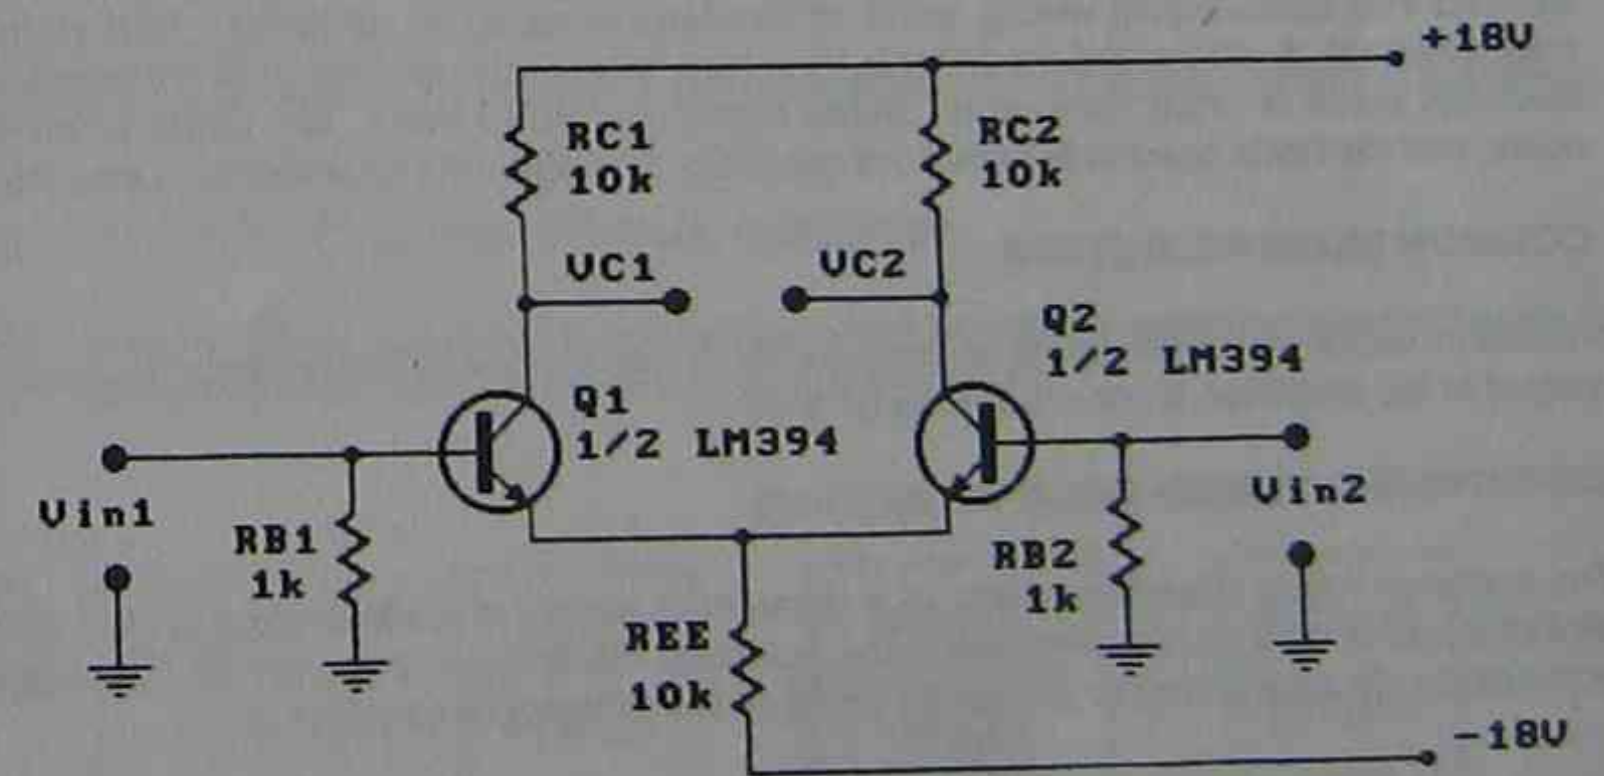 +18V
RC1
10k
RC2
10k
VC1
VC2
Q2
1/2 LM394
Q1
1/2 LM394
Vin1
RB1
1k
Vin2
RB2
1k
REE
10k
-18V